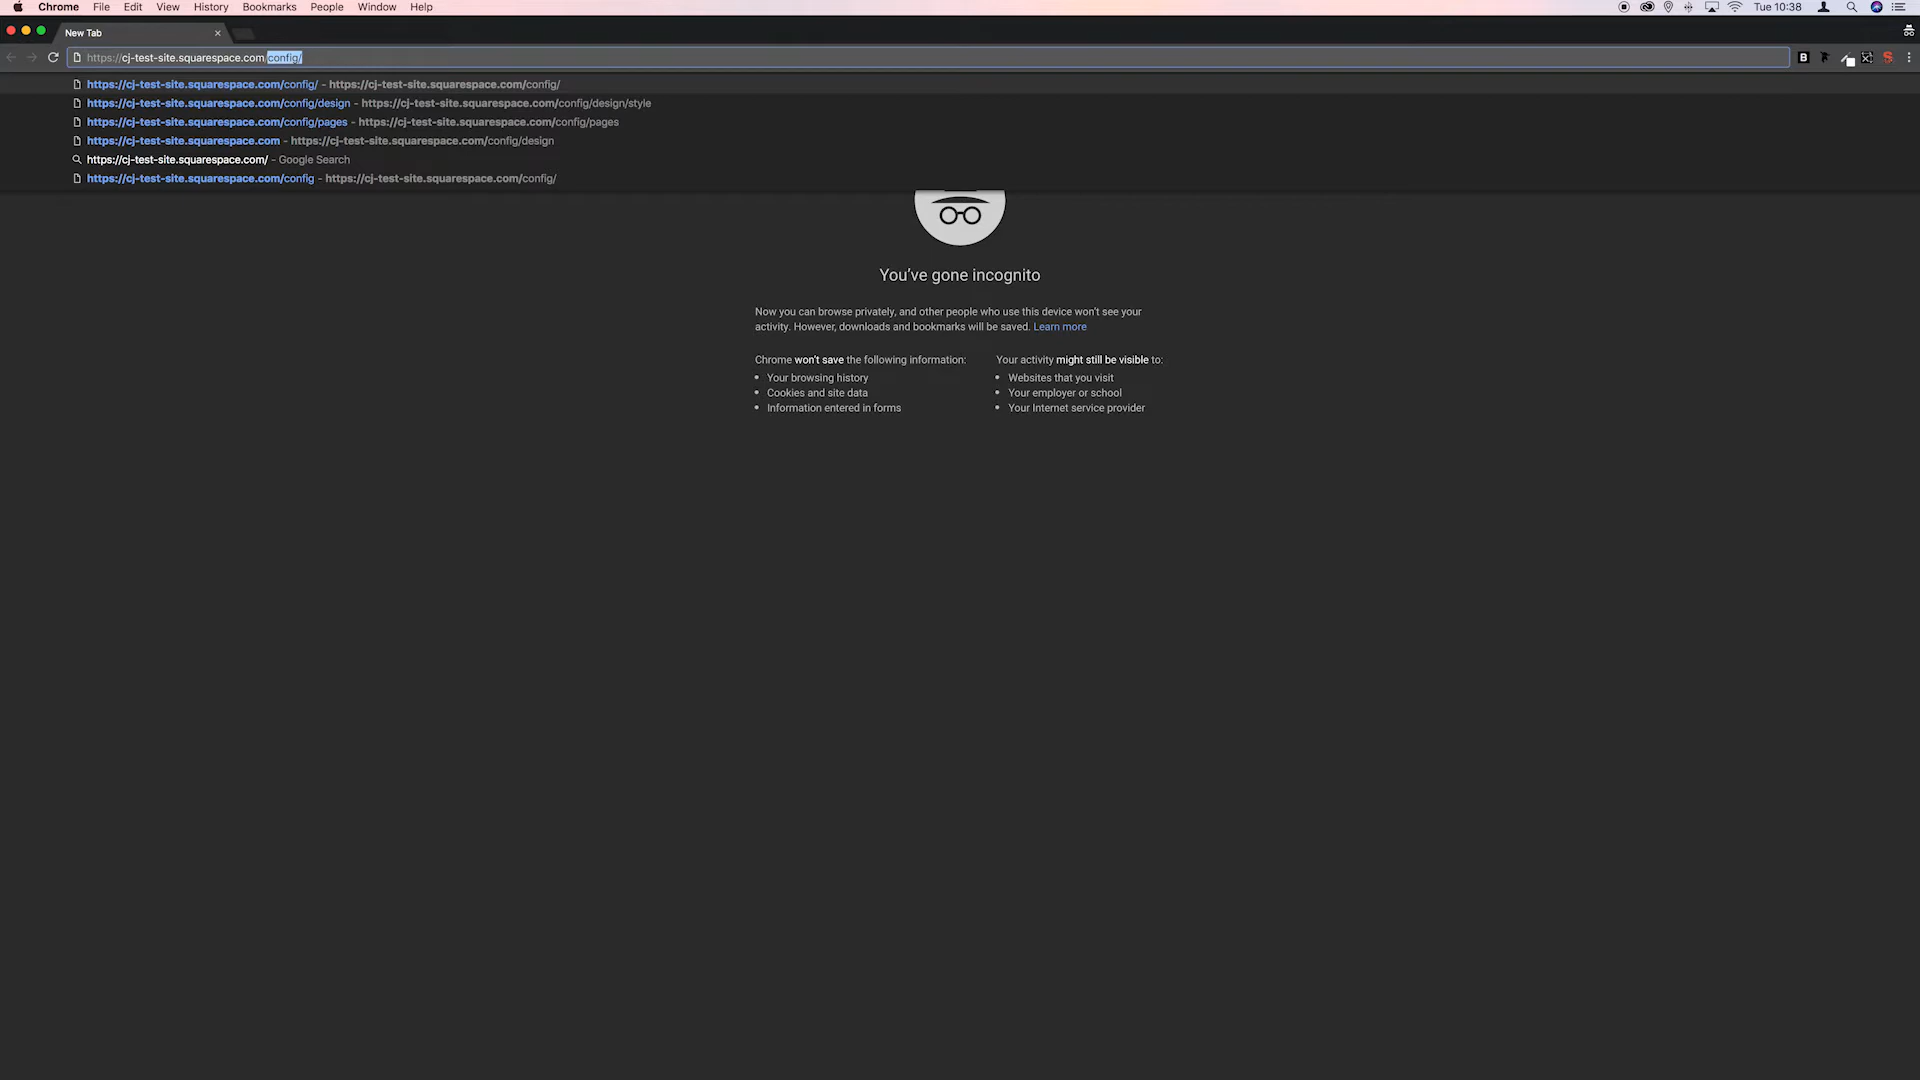 Chrome File Edit View History Bookmarks People Window Help Tue 10:38
New Tab
https://cj-test-site.squarespace.com/config/ B
https://cj-test-site.squarespace.com/config/ - https://cj-test-site.squarespace.com/config/
https://cj-test-site.squarespace.com/config/design - https://cj-test-site.squarespace.com/config/design/style
https://cj-test-site.squarespace.com/config/pages - https://cj-test-site.squarespace.com/config/pages
https://cj-test-site.squarespace.com - https://cj-test-site.squarespace.com/config/design
https://cj-test-site.squarespace.com/ - Google Search
https://cj-test-site.squarespace.com/config - https://cj-test-site.squarespace.com/config/
You've gone incognito
Now you can browse privately, and other people who use this device won't see your
activity. However, downloads and bookmarks will be saved. Learn more
Chrome won't save the following information:
• Your browsing history
• Cookies and site data
• Information entered in forms
Your activity might still be visible to:
• Websites that you visit
• Your employer or school
• Your Internet service provider